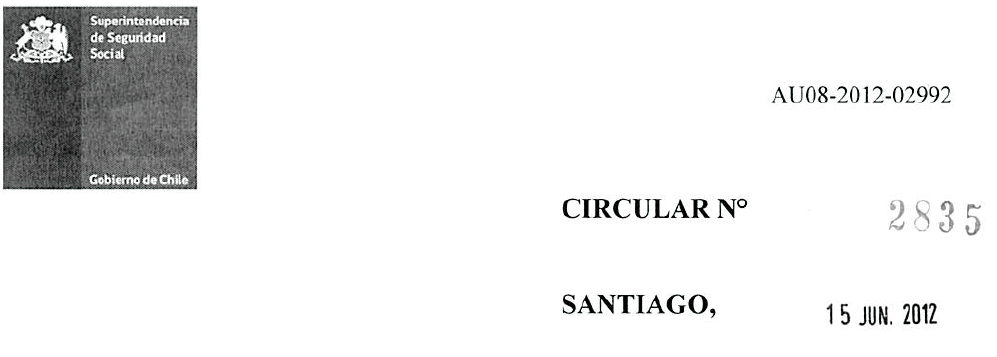 Superintendencia
de Seguridad
Social
Gobierno de Chile
AU08-2012-02992
CIRCULAR N° 2835
SANTIAGO, 15 JUN. 2012